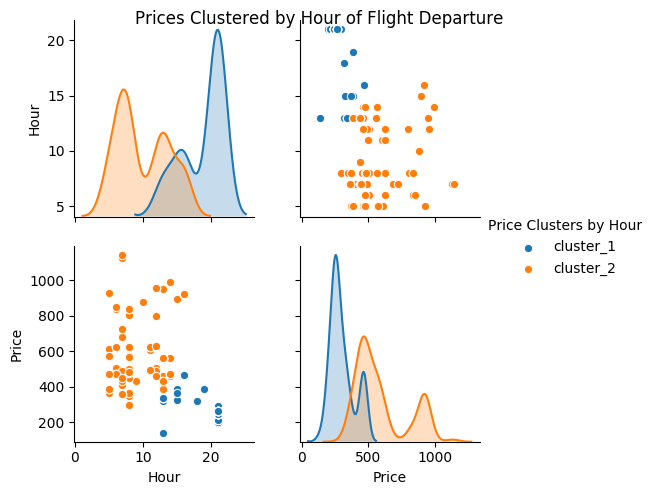 Prices Clustered by Hour of Flight Departure
20
15
10
5
Hour
Price Clusters by Hour
cluster_1
cluster_2
1000
800
600
400
200
Price
0
10
20
Hour
0
500
1000
Price